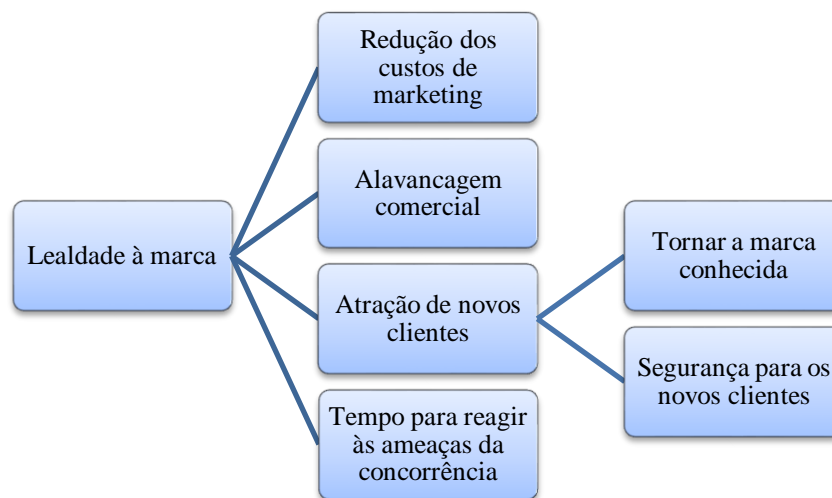 Redução dos
custos de
marketing
Alavancagem
comercial
Lealdade à marca
Atração de novos
clientes
Tempo para reagir
às ameaças da
concorrência
Tornar a marca
conhecida
Segurança para os
novos clientes